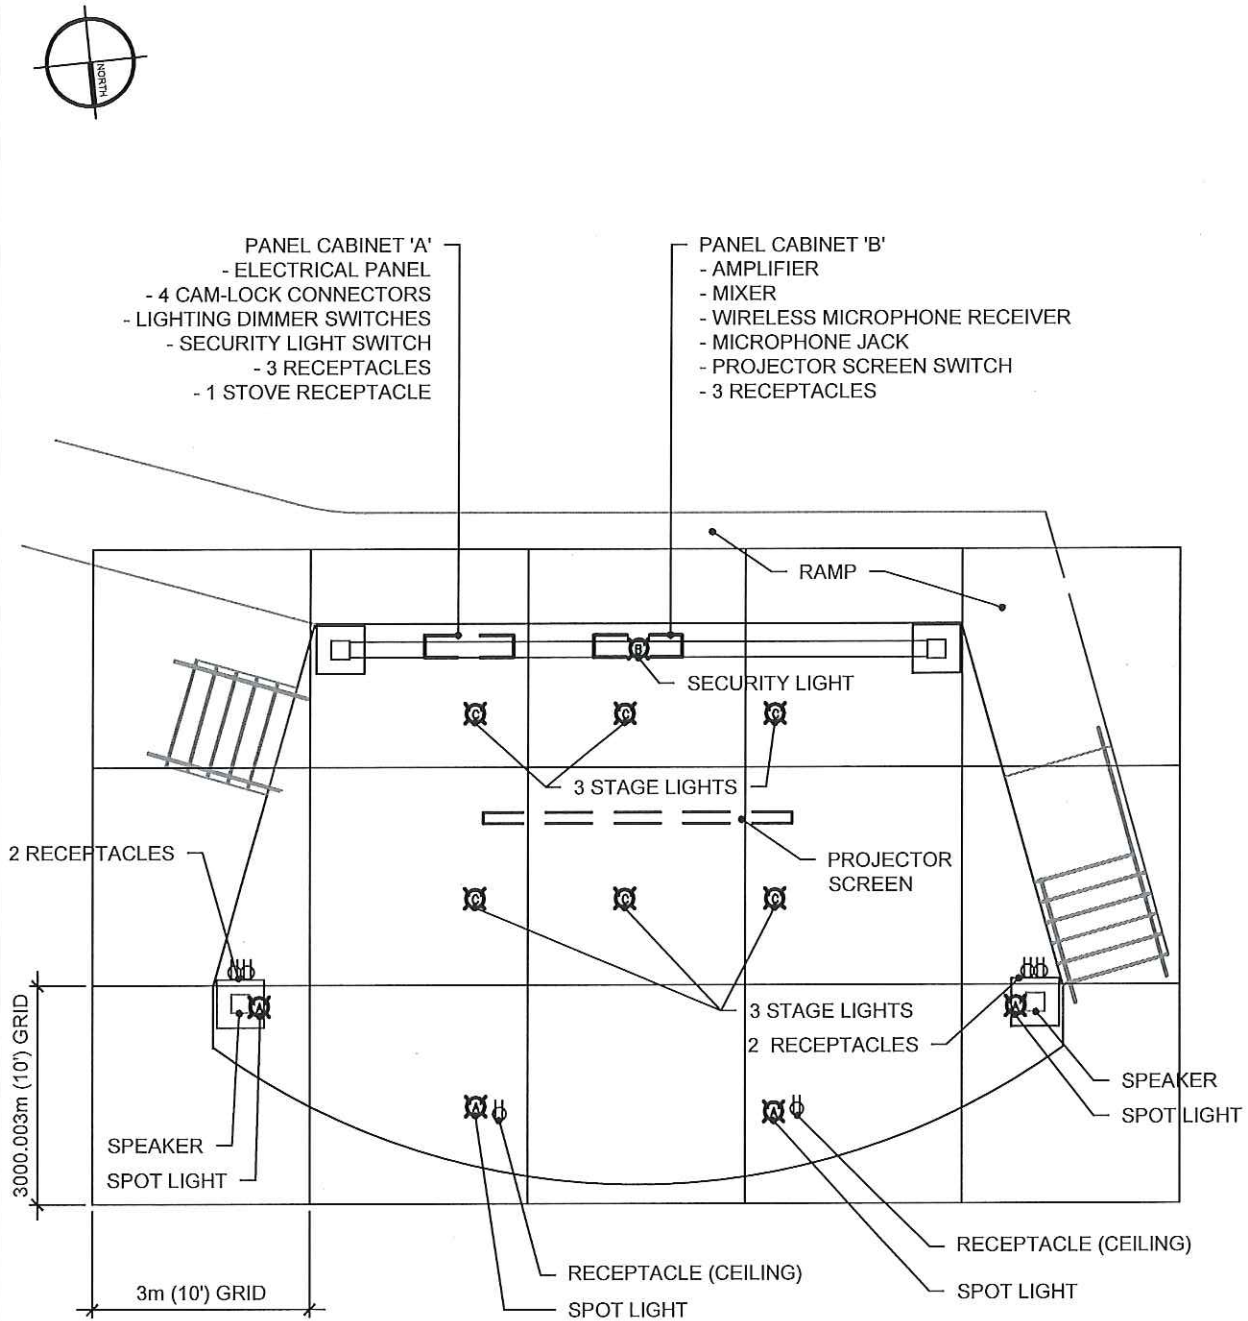 NORTH
PANEL CABINET 'A'
- ELECTRICAL PANEL
- 4 CAM-LOCK CONNECTORS
- LIGHTING DIMMER SWITCHES
- SECURITY LIGHT SWITCH
- 3 RECEPTACLES
- 1 STOVE RECEPTACLE
PANEL CABINET 'B'
- AMPLIFIER
- MIXER
- WIRELESS MICROPHONE RECEIVER
- MICROPHONE JACK
- PROJECTOR SCREEN SWITCH
- 3 RECEPTACLES
RAMP
B
SECURITY LIGHT
C
C
C
3 STAGE LIGHTS
2 RECEPTACLES
PROJECTOR
SCREEN
C
C
C
3000.003m (10') GRID
A
A
3 STAGE LIGHTS
2 RECEPTACLES
SPEAKER
SPOT LIGHT
A
A
SPEAKER
SPOT LIGHT
RECEPTACLE (CEILING)
SPOT LIGHT
RECEPTACLE (CEILING)
SPOT LIGHT
3m (10') GRID